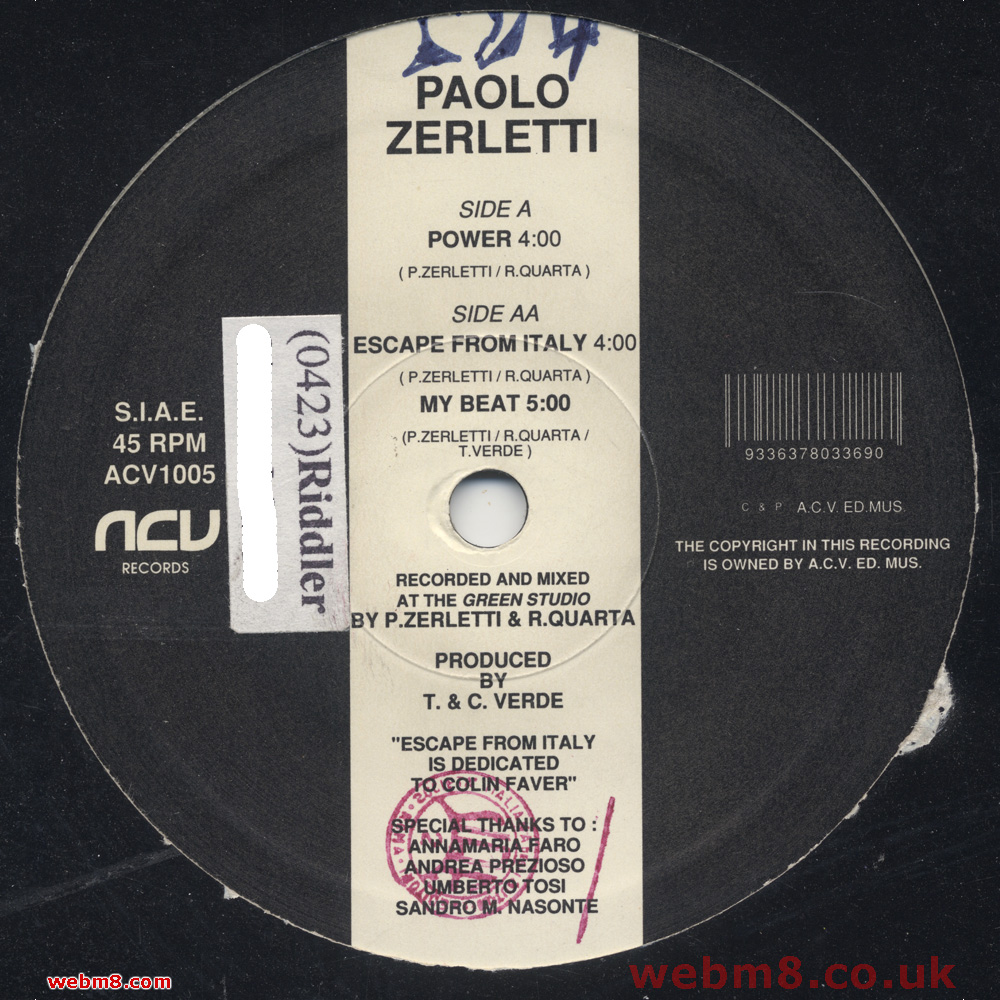 PAOLO
ZERLETTI
SIDE A
POWER 4:00
( P.ZERLETTI / R.QUARTA )
SIDE AA
ESCAPE FROM ITALY 4:00
( P.ZERLETTI / R.QUARTA )
MY BEAT 5:00
(P.ZERLETTI / R.QUARTA /
T.VERDE )
S.I.A.E.
45 RPM
ACV1005
ACV
RECORDS
(0423)Riddler
9336378033690
C & P A.C.V. ED.MUS.
THE COPYRIGHT IN THIS RECORDING
IS OWNED BY A.C.V. ED. MUS.
RECORDED AND MIXED
AT THE GREEN STUDIO
BY P.ZERLETTI & R.QUARTA
PRODUCED
BY
T. & C. VERDE
"ESCAPE FROM ITALY
IS DEDICATED
TO COLIN FAVER"
SPECIAL THANKS TO :
ANNAMARIA FARO
ANDREA PREZIOSO
UMBERTO TOSI
SANDRO M. NASONTE
webm8.com
webm8.co.uk